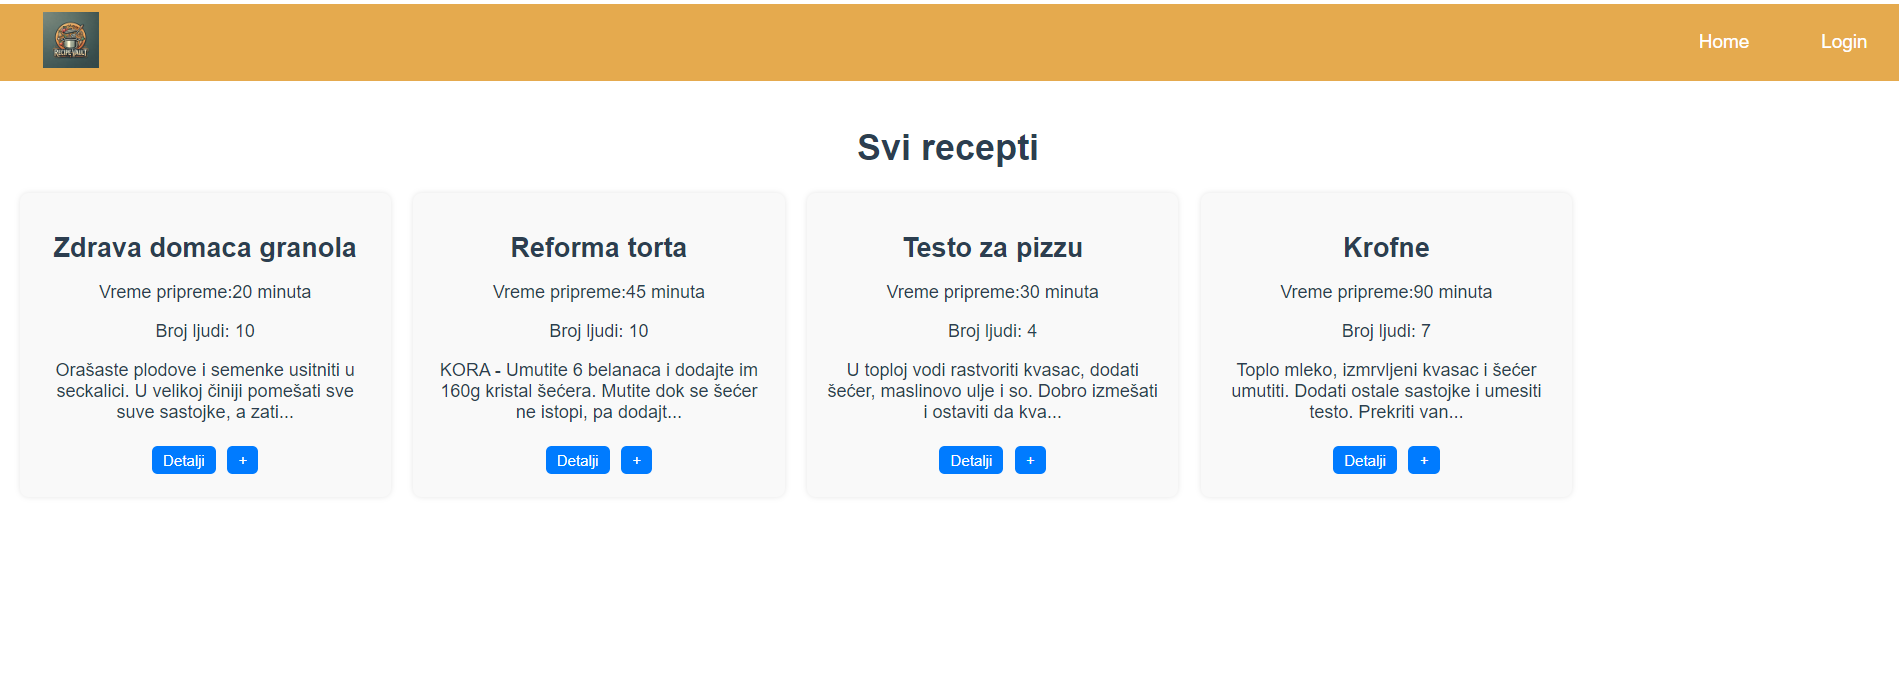 RECIPE VAULT
Home
Login
Svi recepti
Zdrava domaca granola
Vreme pripreme:20 minuta
Broj ljudi: 10
Orašaste plodove i semenke usitniti u
seckalici. U velikoj činiji pomešati sve
suve sastojke, a zati...
Detalji
+
Reforma torta
Vreme pripreme:45 minuta
Broj ljudi: 10
KORA - Umutite 6 belanaca i dodajte im
160g kristal šećera. Mutite dok se šećer
ne istopi, pa dodajt...
Detalji
+
Testo za pizzu
Vreme pripreme:30 minuta
Broj ljudi: 4
U toploj vodi rastvoriti kvasac, dodati
šećer, maslinovo ulje i so. Dobro izmešati
i ostaviti da kva...
Detalji
+
Krofne
Vreme pripreme:90 minuta
Broj ljudi: 7
Toplo mleko, izmrvljeni kvasac i šećer
umutiti. Dodati ostale sastojke i umesiti
testo. Prekriti van...
Detalji
+